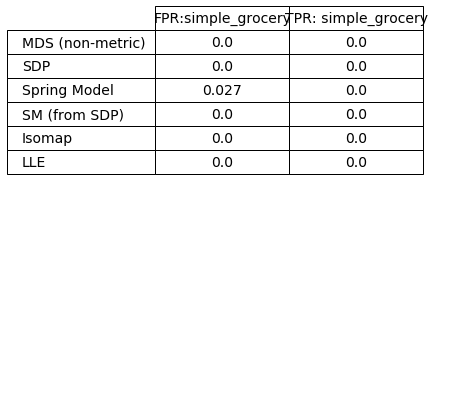 FPR:simple_grocery TPR: simple_grocery
MDS (non-metric) 0.0 0.0
SDP 0.0 0.0
Spring Model 0.027 0.0
SM (from SDP) 0.0 0.0
Isomap 0.0 0.0
LLE 0.0 0.0